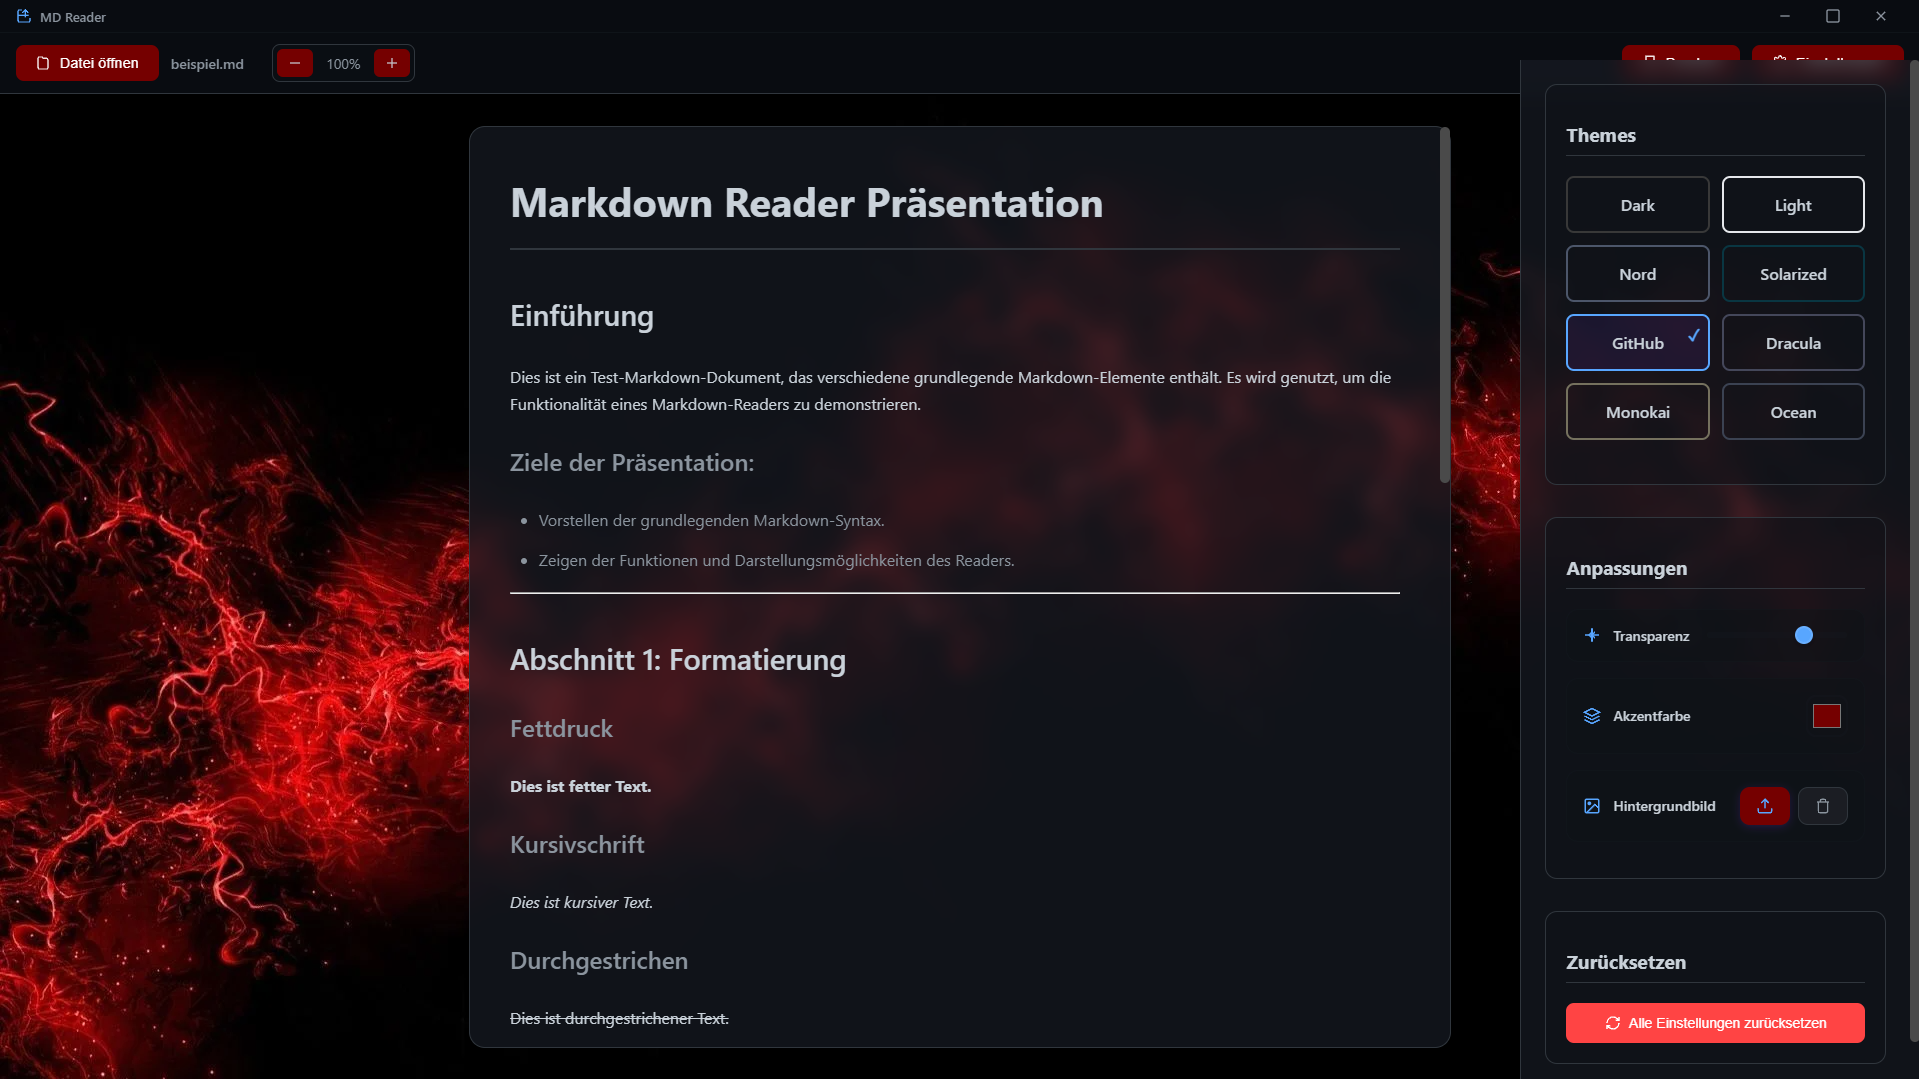 MD Reader
Datei öffnen
beispiel.md
100%
Markdown Reader Präsentation
Einführung
Dies ist ein Test-Markdown-Dokument, das verschiedene grundlegende Markdown-Elemente enthält. Es wird genutzt, um die
Funktionalität eines Markdown-Readers zu demonstrieren.
Ziele der Präsentation:
Vorstellen der grundlegenden Markdown-Syntax.
Zeigen der Funktionen und Darstellungsmöglichkeiten des Readers.
Abschnitt 1: Formatierung
Fettdruck
Dies ist fetter Text.
Kursivschrift
Dies ist kursiver Text.
Durchgestrichen
Dies ist durchgestrichener Text.
Themes
Dark
Light
Nord
Solarized
GitHub
Dracula
Monokai
Ocean
Anpassungen
Transparenz
Akzentfarbe
Hintergrundbild
Zurücksetzen
Alle Einstellungen zurücksetzen